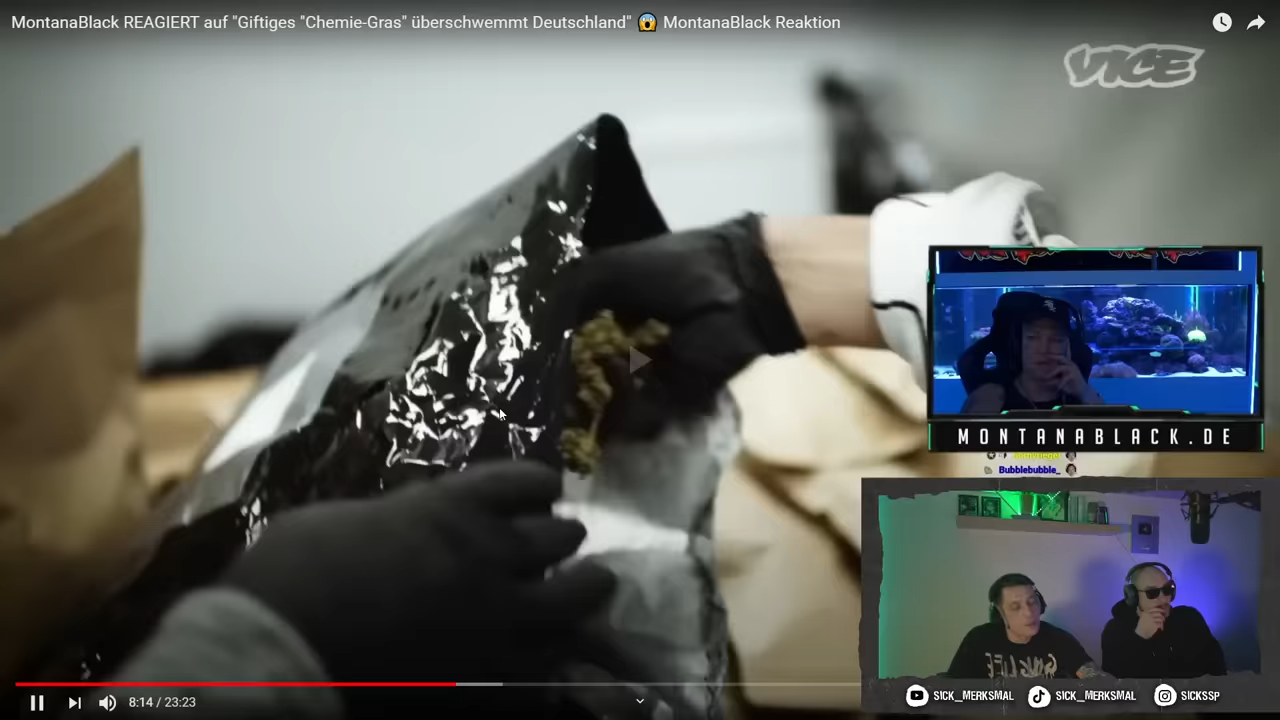 MontanaBlack REAGIERT auf "Giftiges "Chemie-Gras" überschwemmt Deutschland" 😱 MontanaBlack Reaktion
VICE
MONTANABLACK.DE
Bubblebubble_
8:14 / 23:23
SICK_MERKSMAL
SICK_MERKSMAL
SICKSSP